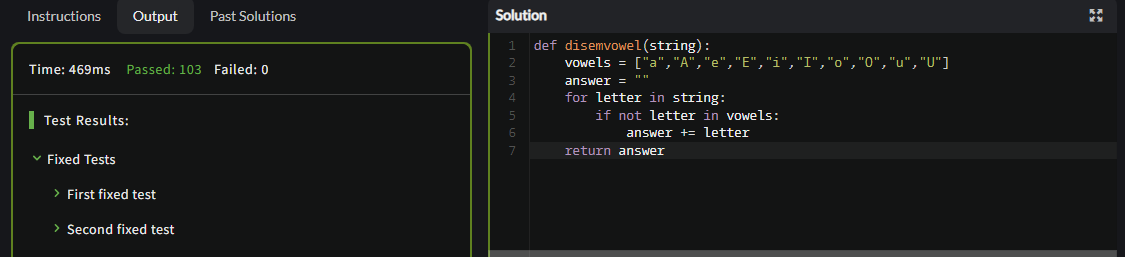 Instructions
Output
Past Solutions
Time: 469ms Passed: 103 Failed: 0
Test Results:
Fixed Tests
First fixed test
Second fixed test
Solution
1 def disemvowel(string):
2     vowels = ["a","A","e","E","i","I","o","O","u","U"]
3     answer = ""
4     for letter in string:
5         if not letter in vowels:
6             answer += letter
7     return answer